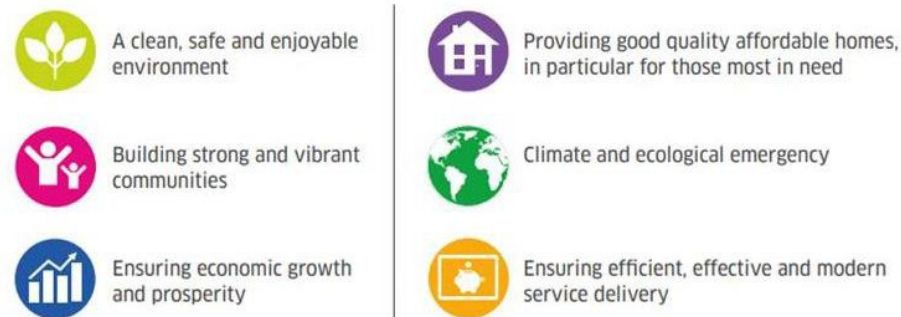 A clean, safe and enjoyable
environment
Building strong and vibrant
communities
Ensuring economic growth
and prosperity
Providing good quality affordable homes,
in particular for those most in need
Climate and ecological emergency
Ensuring efficient, effective and modern
service delivery